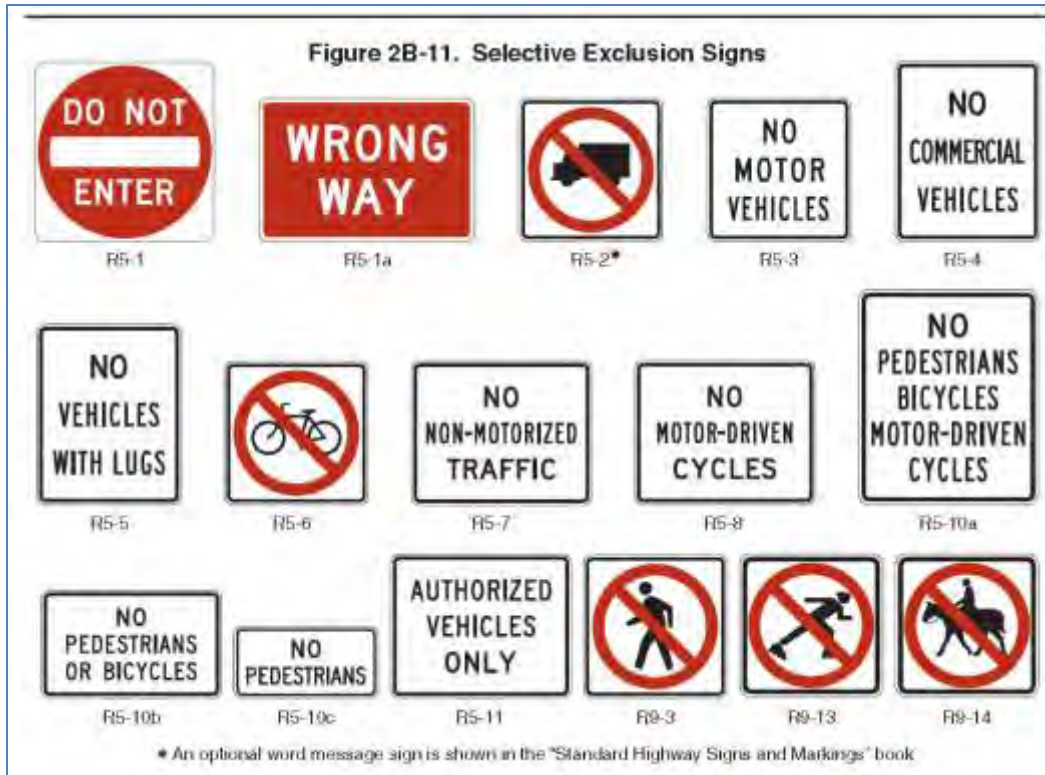 Figure 2B-11. Selective Exclusion Signs
DO NOT
ENTER
R5-1
WRONG
WAY
R5-1a
R5-2*
NO
MOTOR
VEHICLES
R5-3
NO
COMMERCIAL
VEHICLES
R5-4
NO
VEHICLES
WITH LUGS
R5-5
R5-6
NO
NON-MOTORIZED
TRAFFIC
R5-7
NO
MOTOR-DRIVEN
CYCLES
R5-8
NO
PEDESTRIANS
BICYCLES
MOTOR-DRIVEN
CYCLES
R5-10a
NO
PEDESTRIANS
OR BICYCLES
R5-10b
NO
PEDESTRIANS
R5-10c
AUTHORIZED
VEHICLES
ONLY
R5-11
R9-3
R9-13
R9-14
* An optional word message sign is shown in the "Standard Highway Signs and Markings" book